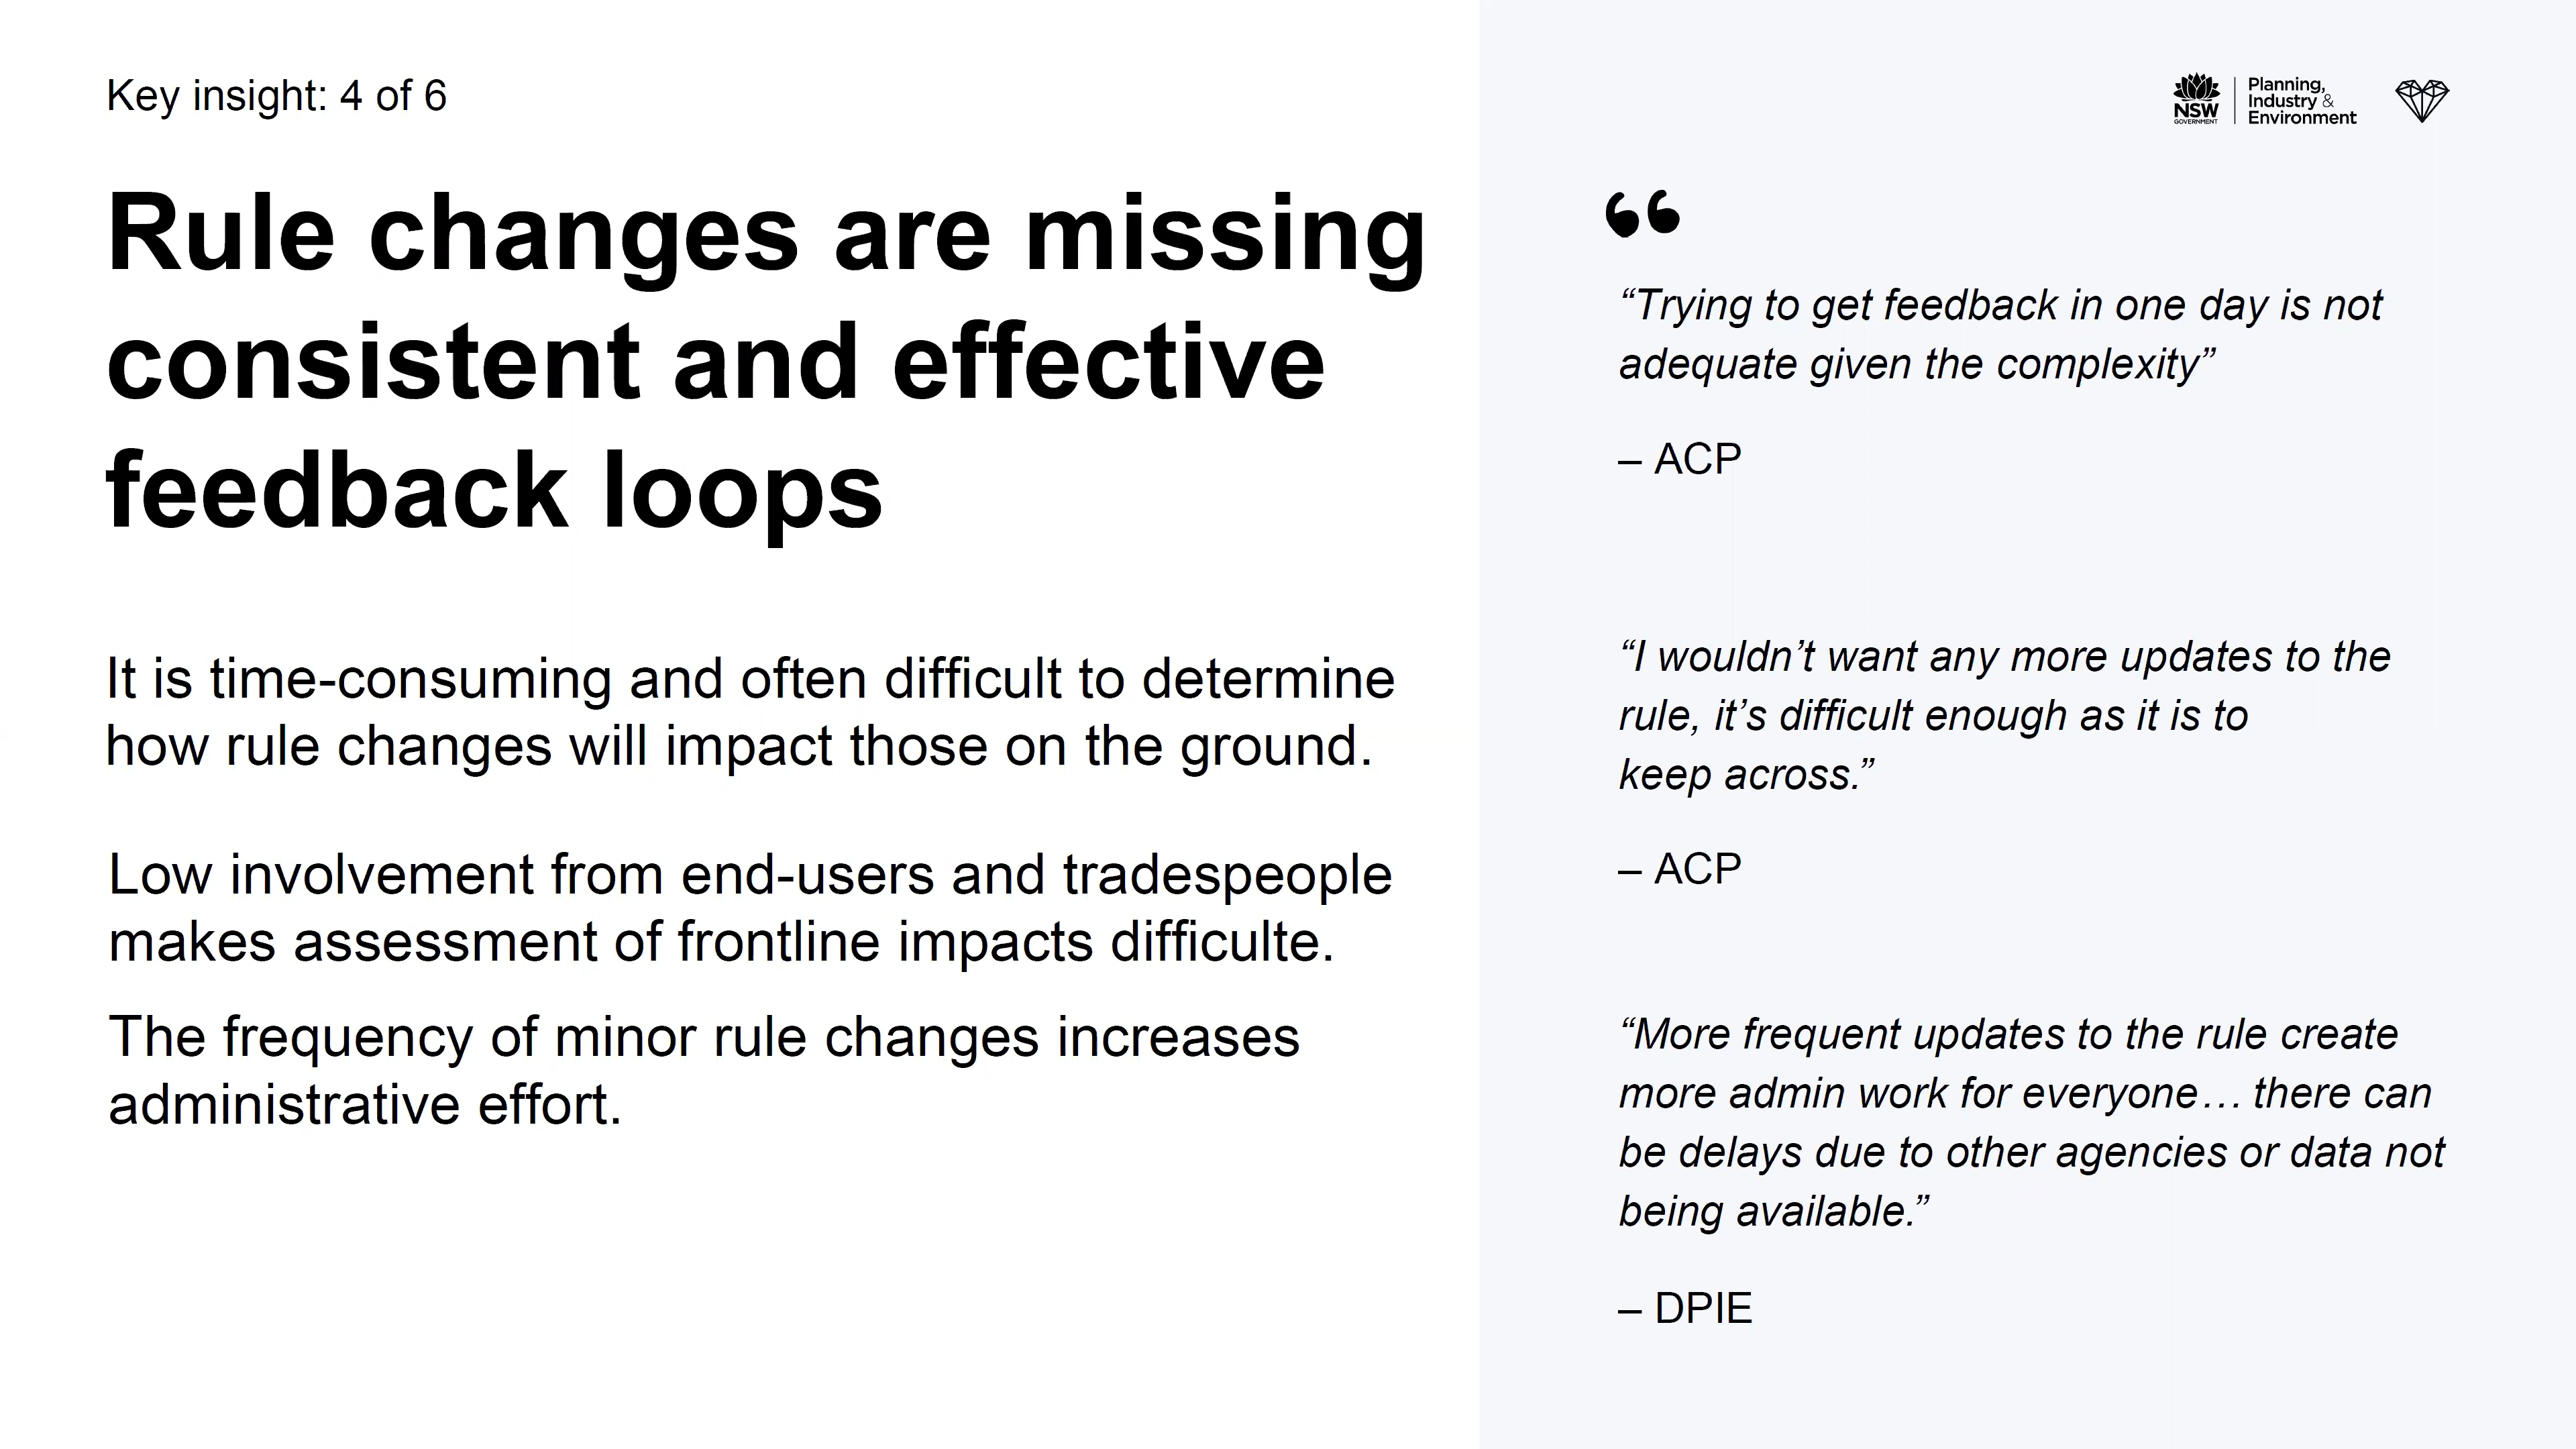 Key insight: 4 of 6
NSW
GOVERNMENT
Planning,
Industry &
Environment
Rule changes are missing
consistent and effective
feedback loops
It is time-consuming and often difficult to determine
how rule changes will impact those on the ground.
Low involvement from end-users and tradespeople
makes assessment of frontline impacts difficulte.
The frequency of minor rule changes increases
administrative effort.
“Trying to get feedback in one day is not
adequate given the complexity”
– ACP
“I wouldn’t want any more updates to the
rule, it’s difficult enough as it is to
keep across.”
– ACP
“More frequent updates to the rule create
more admin work for everyone… there can
be delays due to other agencies or data not
being available.”
– DPIE